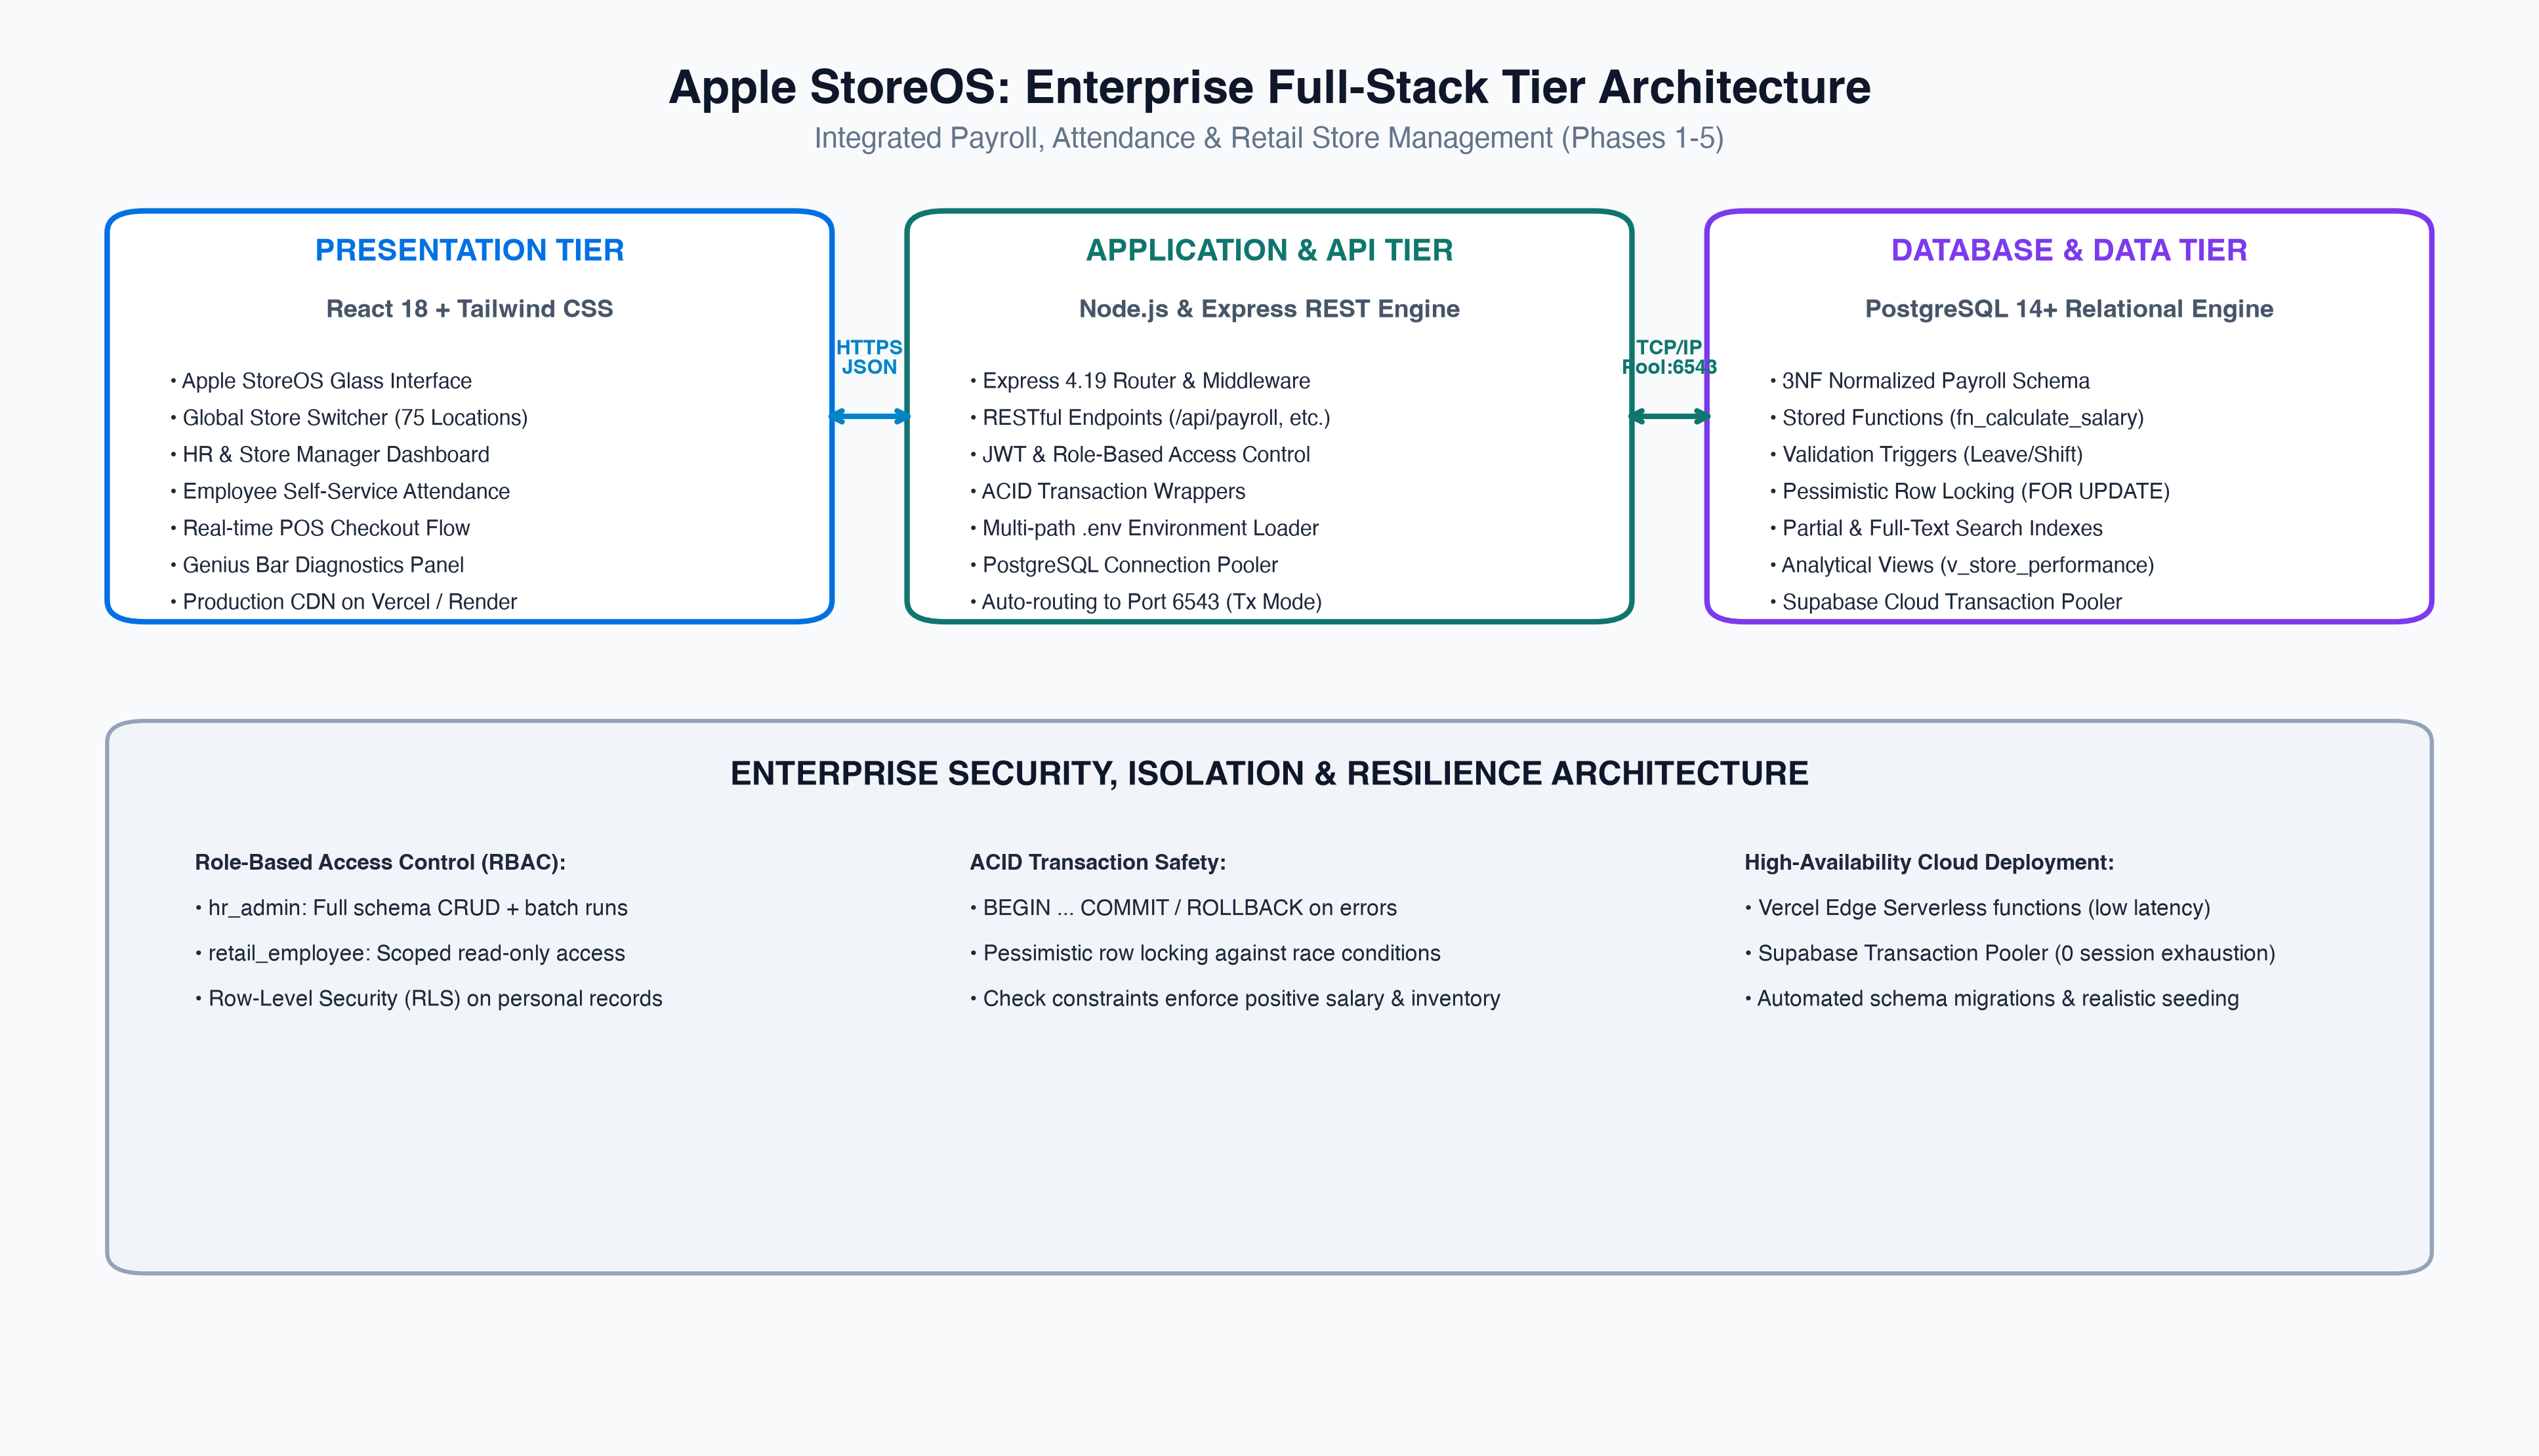 Apple StoreOS: Enterprise Full-Stack Tier Architecture
Integrated Payroll, Attendance & Retail Store Management (Phases 1-5)
PRESENTATION TIER
React 18 + Tailwind CSS
• Apple StoreOS Glass Interface
• Global Store Switcher (75 Locations)
• HR & Store Manager Dashboard
• Employee Self-Service Attendance
• Real-time POS Checkout Flow
• Genius Bar Diagnostics Panel
• Production CDN on Vercel / Render
HTTPS
JSON
APPLICATION & API TIER
Node.js & Express REST Engine
• Express 4.19 Router & Middleware
• RESTful Endpoints (/api/payroll, etc.)
• JWT & Role-Based Access Control
• ACID Transaction Wrappers
• Multi-path .env Environment Loader
• PostgreSQL Connection Pooler
• Auto-routing to Port 6543 (Tx Mode)
TCP/IP
Pool:6543
DATABASE & DATA TIER
PostgreSQL 14+ Relational Engine
• 3NF Normalized Payroll Schema
• Stored Functions (fn_calculate_salary)
• Validation Triggers (Leave/Shift)
• Pessimistic Row Locking (FOR UPDATE)
• Partial & Full-Text Search Indexes
• Analytical Views (v_store_performance)
• Supabase Cloud Transaction Pooler
ENTERPRISE SECURITY, ISOLATION & RESILIENCE ARCHITECTURE
Role-Based Access Control (RBAC):
• hr_admin: Full schema CRUD + batch runs
• retail_employee: Scoped read-only access
• Row-Level Security (RLS) on personal records
ACID Transaction Safety:
• BEGIN ... COMMIT / ROLLBACK on errors
• Pessimistic row locking against race conditions
• Check constraints enforce positive salary & inventory
High-Availability Cloud Deployment:
• Vercel Edge Serverless functions (low latency)
• Supabase Transaction Pooler (0 session exhaustion)
• Automated schema migrations & realistic seeding